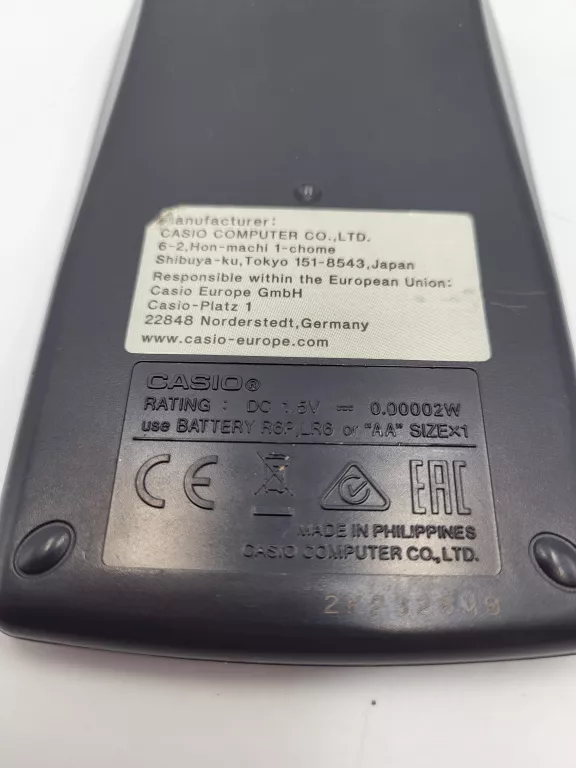 Manufacturer:
CASIO COMPUTER CO.,LTD.
6-2,Hon-machi 1-chome
Shibuya-ku,Tokyo 151-8543,Japan
Responsible within the European Union:
Casio Europe GmbH
Casio-Platz 1
22848 Norderstedt,Germany
www.casio-europe.com
CASIO®
RATING : DC 1.5V ⎓ 0.00002W
use BATTERY R6P,LR6 or "AA" SIZE×1
CE EAC
MADE IN PHILIPPINES
CASIO COMPUTER CO.,LTD.